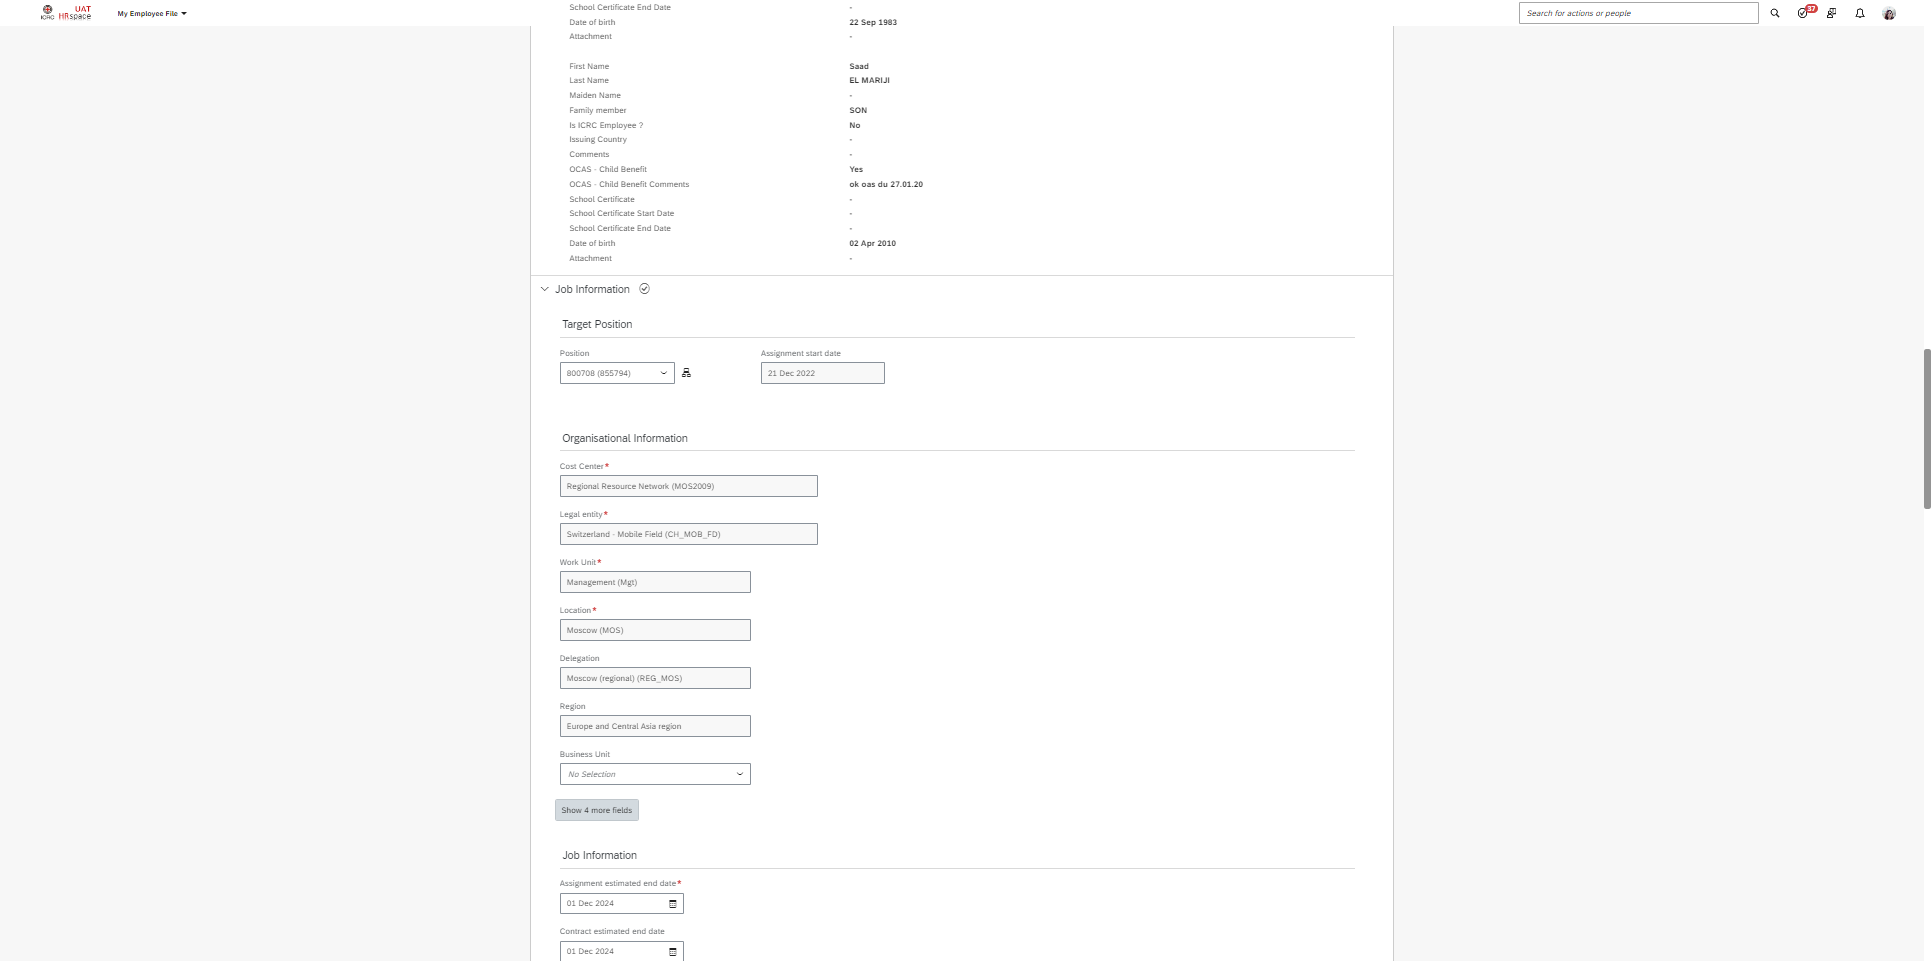 ICRC
UAT
HRspace
My Employee File
Search for actions or people
37
School Certificate End Date -
Date of birth 22 Sep 1983
Attachment -
First Name Saad
Last Name EL MARIJI
Maiden Name -
Family member SON
Is ICRC Employee ? No
Issuing Country -
Comments -
OCAS - Child Benefit Yes
OCAS - Child Benefit Comments ok oas du 27.01.20
School Certificate -
School Certificate Start Date -
School Certificate End Date -
Date of birth 02 Apr 2010
Attachment -
Job Information
Target Position
Position Assignment start date
800708 (855794) 21 Dec 2022
Organisational Information
Cost Center*
Regional Resource Network (MOS2009)
Legal entity*
Switzerland - Mobile Field (CH_MOB_FD)
Work Unit*
Management (Mgt)
Location*
Moscow (MOS)
Delegation
Moscow (regional) (REG_MOS)
Region
Europe and Central Asia region
Business Unit
No Selection
Show 4 more fields
Job Information
Assignment estimated end date*
01 Dec 2024
Contract estimated end date
01 Dec 2024